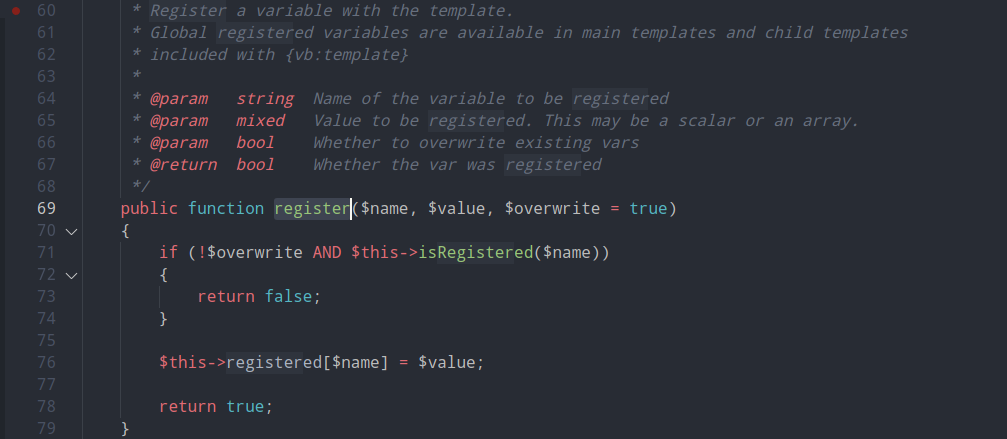 60 * Register a variable with the template.
61 * Global registered variables are available in main templates and child templates
62 * included with {vb:template}
63 *
64 * @param string Name of the variable to be registered
65 * @param mixed Value to be registered. This may be a scalar or an array.
66 * @param bool Whether to overwrite existing vars
67 * @return bool Whether the var was registered
68 */
69 public function register($name, $value, $overwrite = true)
70 {
71 if (!$overwrite AND $this->isRegistered($name))
72 {
73 return false;
74 }
75
76 $this->registered[$name] = $value;
77
78 return true;
79 }